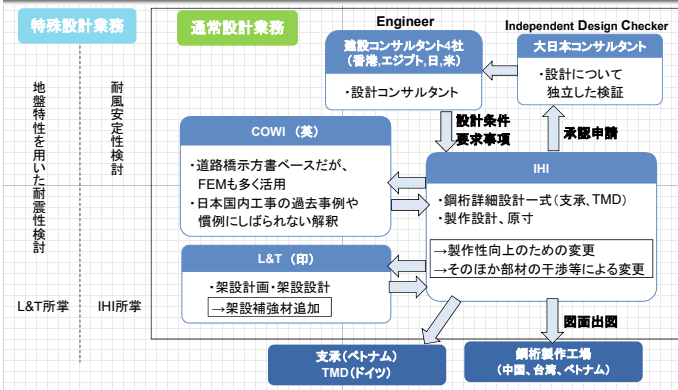 特殊設計業務
地盤特性を用いた耐震性検討
耐風安定性検討
L&T所掌
IHI所掌
通常設計業務
Engineer
建設コンサルタント4社
(香港,エジプト,日,米)
・設計コンサルタント
Independent Design Checker
大日本コンサルタント
・設計について
独立した検証
設計条件
要求事項
承認申請
COWI (英)
・道路橋示方書ベースだが、
FEMも多く活用
・日本国内工事の過去事例や
慣例にしばられない解釈
IHI
・鋼桁詳細設計一式(支承、TMD)
・製作設計、原寸
→製作性向上のための変更
→そのほか部材の干渉等による変更
L&T (印)
・架設計画・架設設計
→架設補強材追加
図面出図
支承(ベトナム)
TMD(ドイツ)
鋼桁製作工場
(中国、台湾、ベトナム)